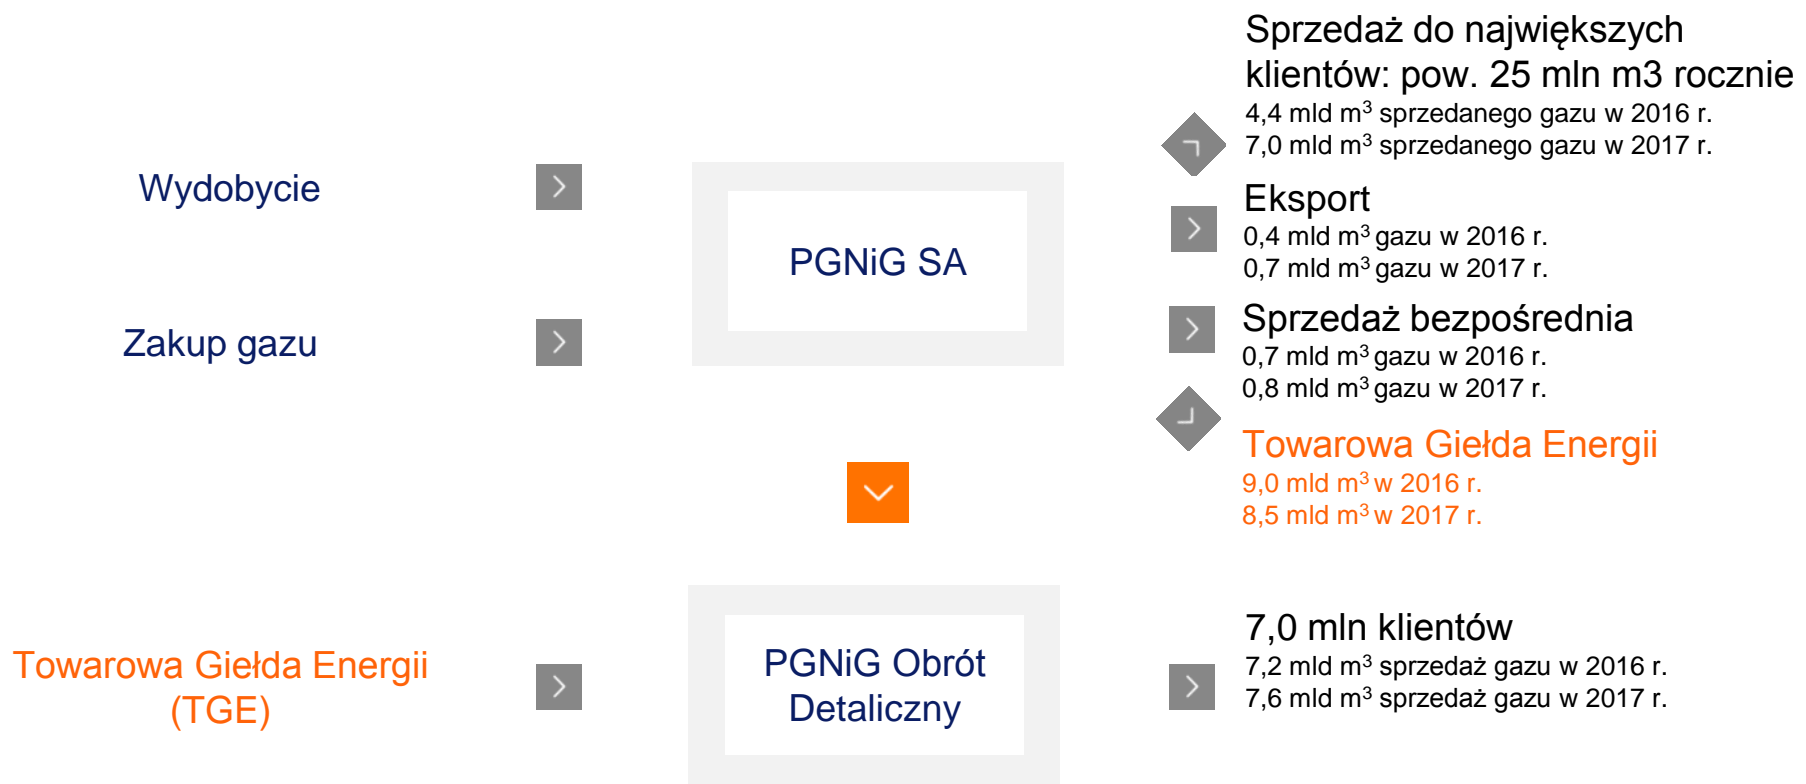 Sprzedaż do największych
klientów: pow. 25 mln m3 rocznie
4,4 mld m³ sprzedanego gazu w 2016 r.
7,0 mld m³ sprzedanego gazu w 2017 r.
Wydobycie
Eksport
0,4 mld m³ gazu w 2016 r.
0,7 mld m³ gazu w 2017 r.
PGNiG SA
Zakup gazu
Sprzedaż bezpośrednia
0,7 mld m³ gazu w 2016 r.
0,8 mld m³ gazu w 2017 r.
Towarowa Giełda Energii
9,0 mld m³ w 2016 r.
8,5 mld m³ w 2017 r.
Towarowa Giełda Energii
(TGE)
PGNiG Obrót
Detaliczny
7,0 mln klientów
7,2 mld m³ sprzedaż gazu w 2016 r.
7,6 mld m³ sprzedaż gazu w 2017 r.